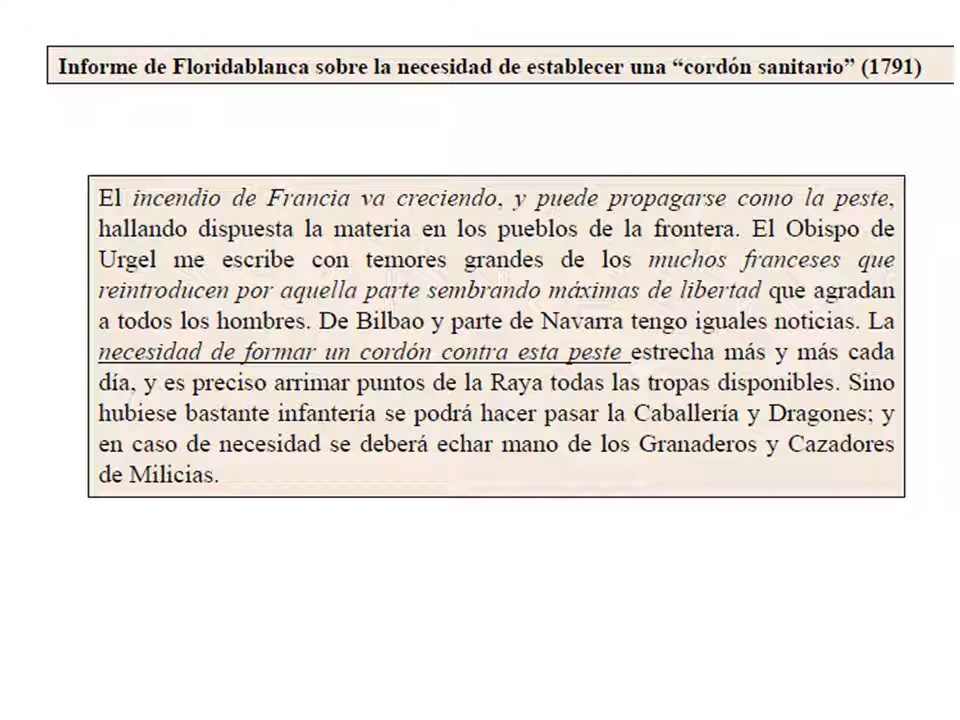 Informe de Floridablanca sobre la necesidad de establecer una “cordón sanitario” (1791)
El incendio de Francia va creciendo, y puede propagarse como la peste,
hallando dispuesta la materia en los pueblos de la frontera. El Obispo de
Urgel me escribe con temores grandes de los muchos franceses que
reintroducen por aquella parte sembrando máximas de libertad que agradan
a todos los hombres. De Bilbao y parte de Navarra tengo iguales noticias. La
necesidad de formar un cordón contra esta peste estrecha más y más cada
día, y es preciso arrimar puntos de la Raya todas las tropas disponibles. Sino
hubiese bastante infantería se podrá hacer pasar la Caballería y Dragones; y
en caso de necesidad se deberá echar mano de los Granaderos y Cazadores
de Milicias.